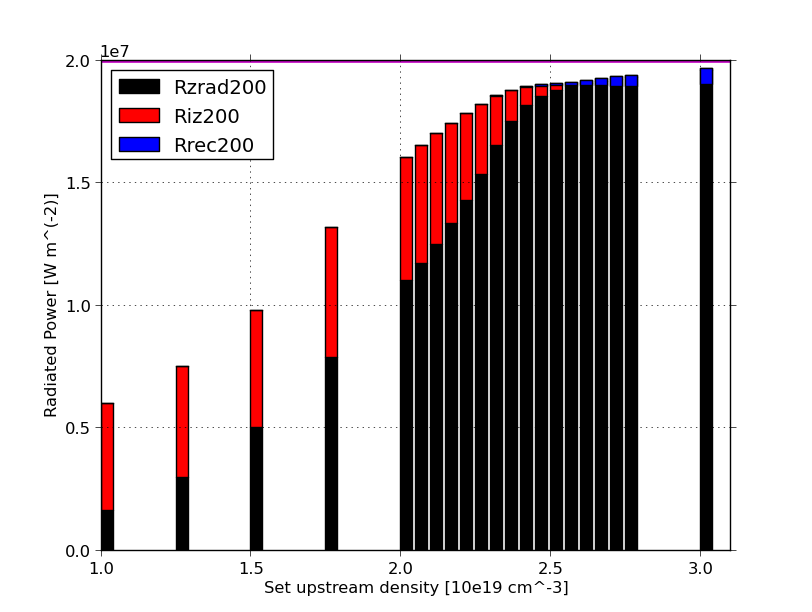 1e7
2.0
1.5
1.0
0.5
0.0
Radiated Power [W m^(-2)]
Rzrad200
Riz200
Rrec200
1.0
1.5
2.0
2.5
3.0
Set upstream density [10e19 cm^-3]